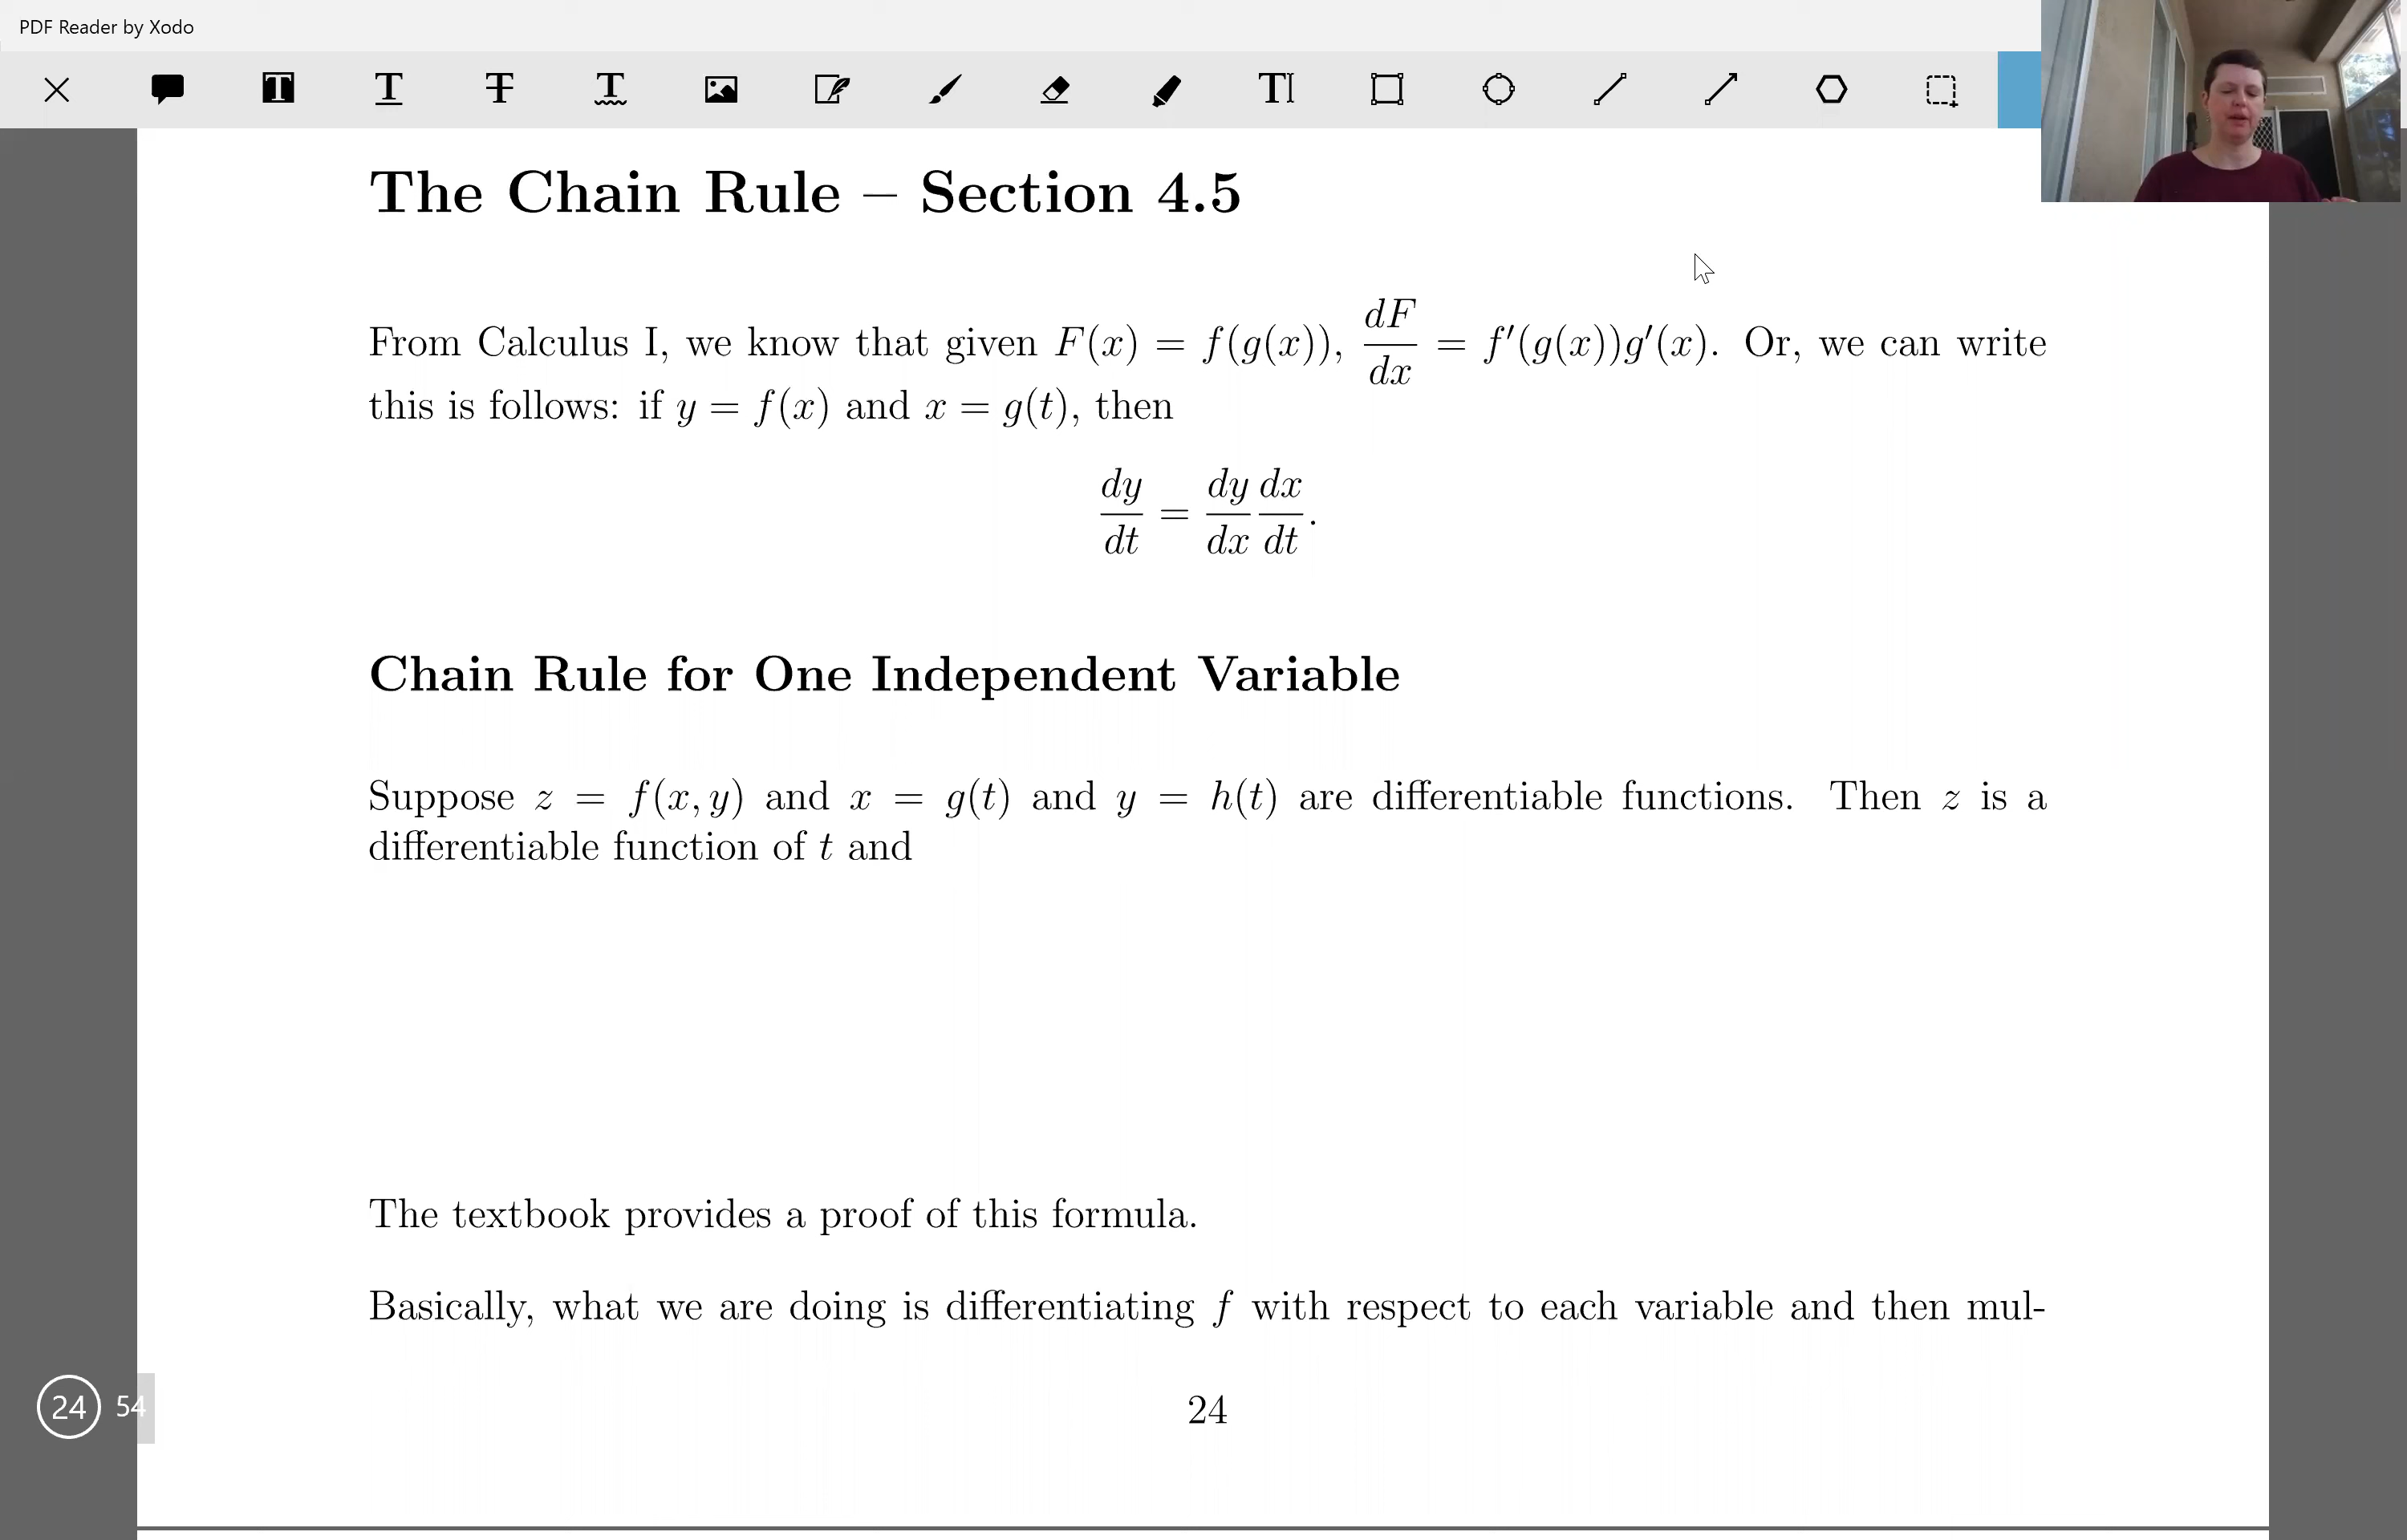 PDF Reader by Xodo
The Chain Rule – Section 4.5
From Calculus I, we know that given F(x) = f(g(x)), dF/dx = f′(g(x))g′(x). Or, we can write
this is follows: if y = f(x) and x = g(t), then
dy/dt = dy/dx dx/dt.
Chain Rule for One Independent Variable
Suppose z = f(x, y) and x = g(t) and y = h(t) are differentiable functions. Then z is a
differentiable function of t and
The textbook provides a proof of this formula.
Basically, what we are doing is differentiating f with respect to each variable and then mul-
24 54
24